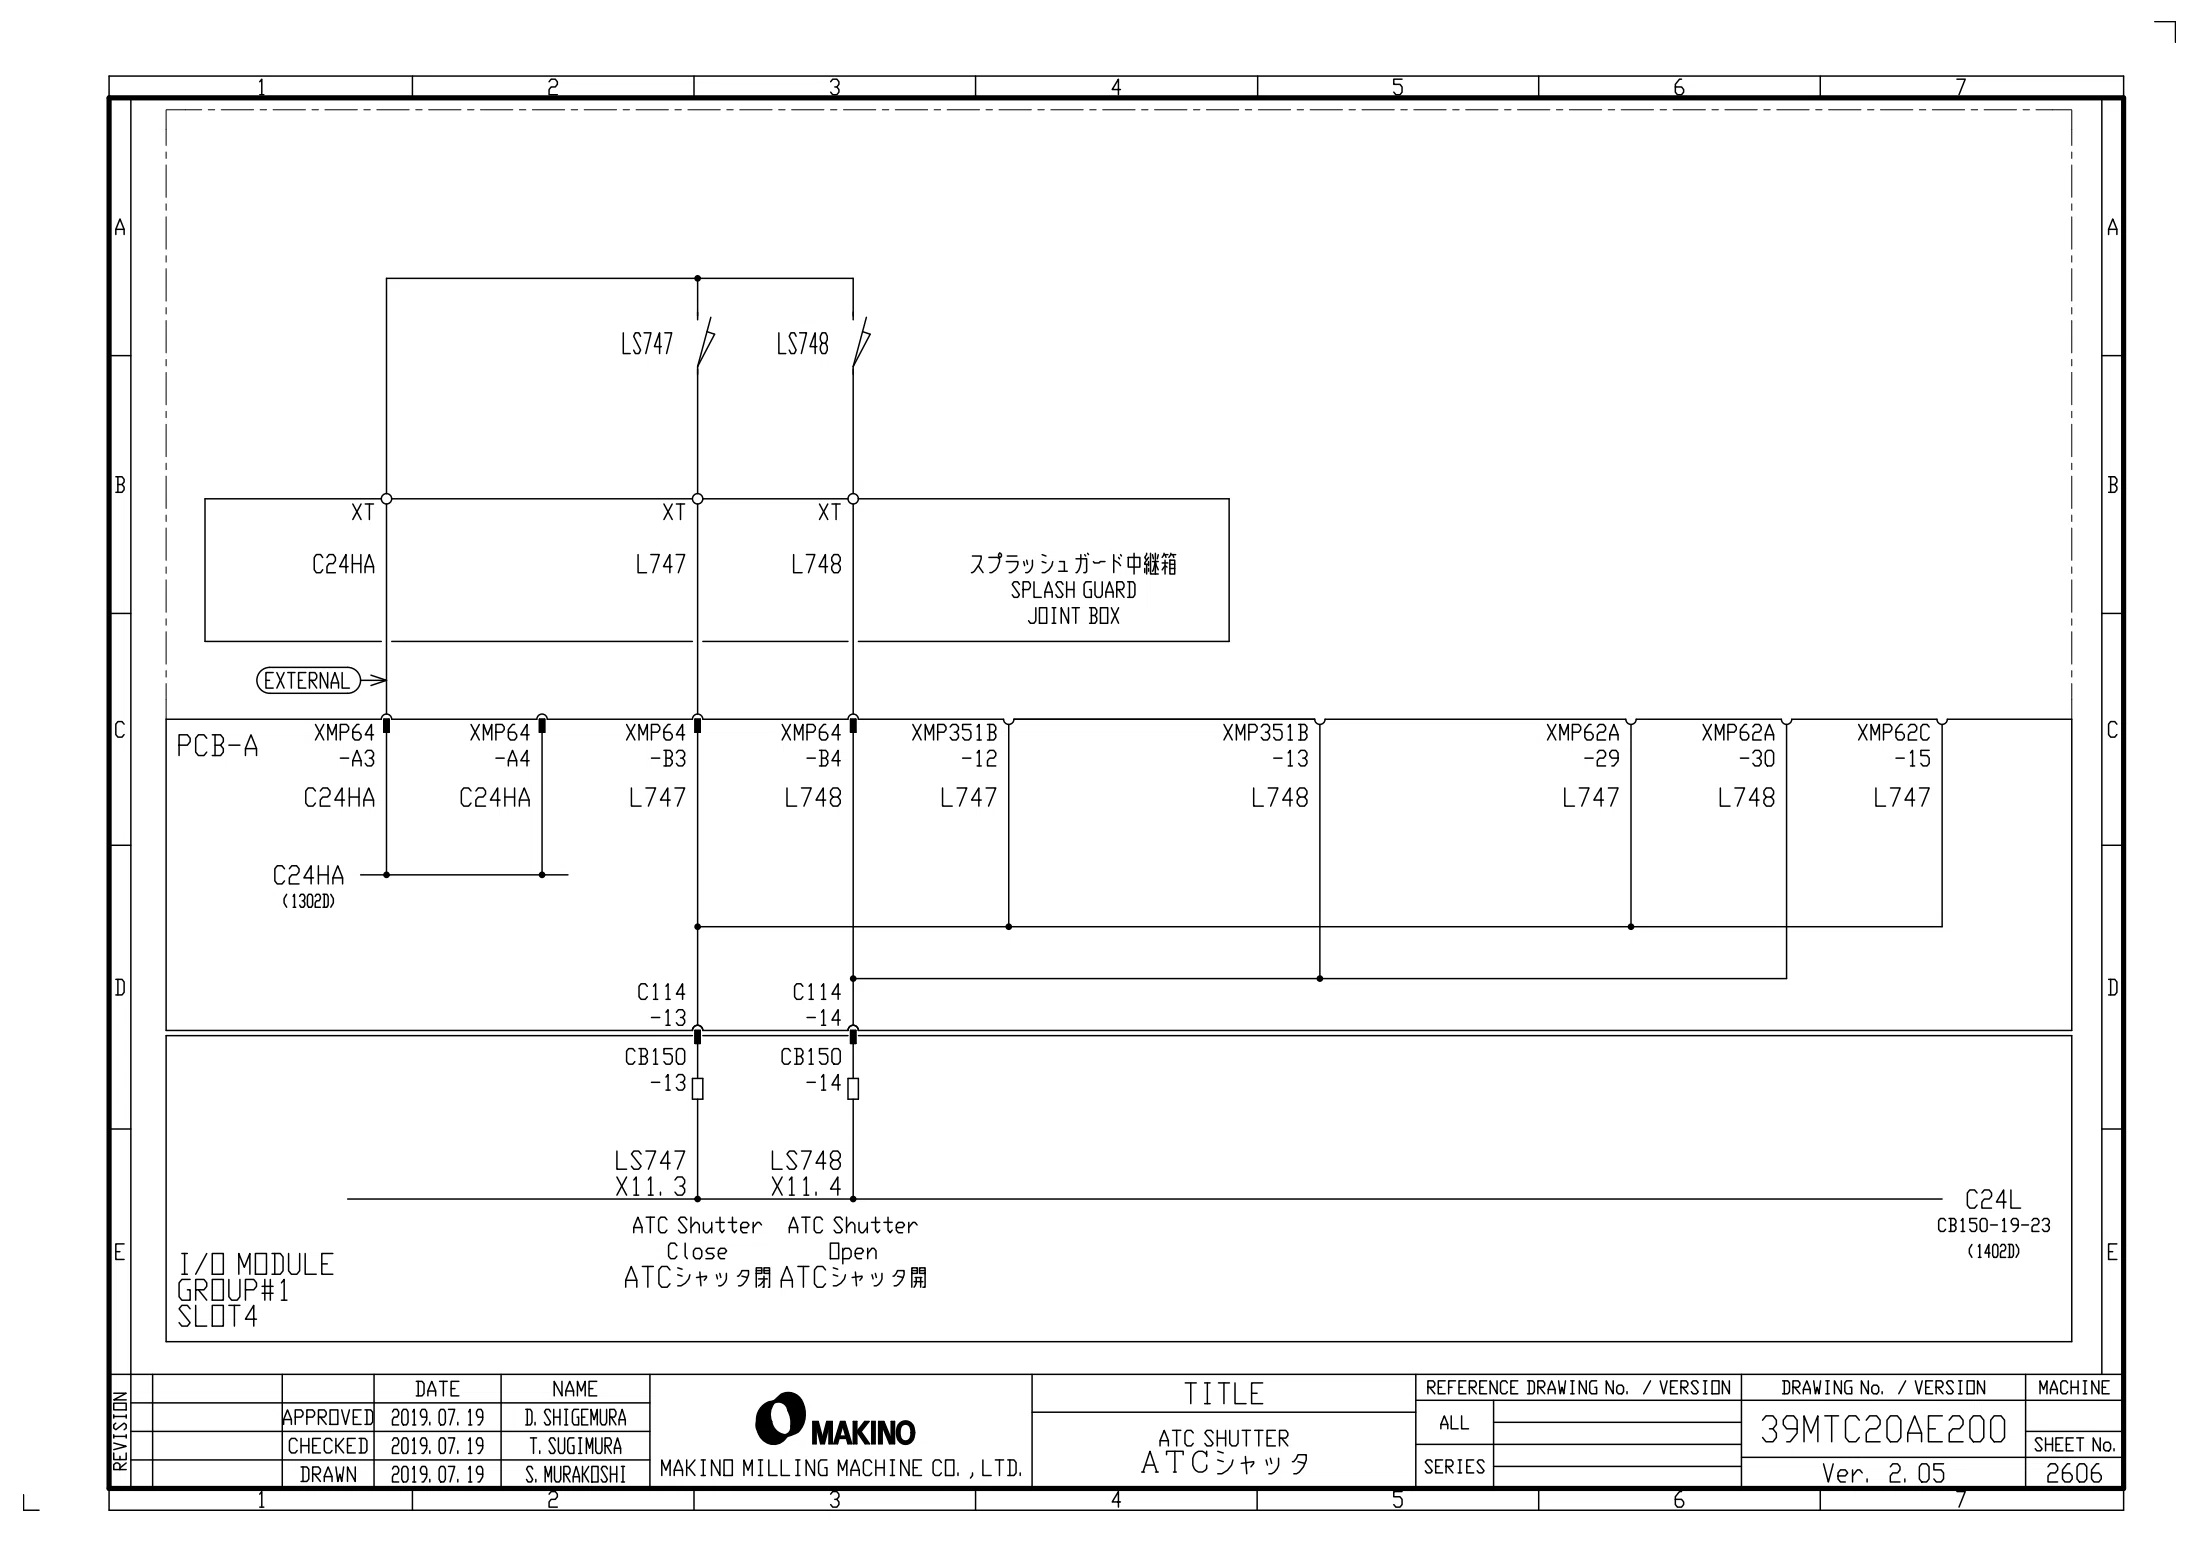 1 2 3 4 5 6 7
A A
LS747 LS748
B B
XT XT XT
C24HA L747 L748
スプラッシュガード中継箱
SPLASH GUARD
JOINT BOX
EXTERNAL
C C
PCB-A
XMP64 XMP64 XMP64 XMP64 XMP351B XMP351B XMP62A XMP62A XMP62C
-A3 -A4 -B3 -B4 -12 -13 -29 -30 -15
C24HA C24HA L747 L748 L747 L748 L747 L748 L747
C24HA
(1302D)
D D
C114 C114
-13 -14
CB150 CB150
-13 -14
LS747 LS748
X11.3 X11.4
C24L
CB150-19-23
(1402D)
ATC Shutter ATC Shutter
Close Open
ATCシャッタ閉 ATCシャッタ開
E E
I/O MODULE
GROUP#1
SLOT4
REVISION
DATE NAME
APPROVED 2019.07.19 D. SHIGEMURA
CHECKED 2019.07.19 T. SUGIMURA
DRAWN 2019.07.19 S. MURAKOSHI
MAKINO
MAKINO MILLING MACHINE CO.,LTD.
TITLE
ATC SHUTTER
ATCシャッタ
REFERENCE DRAWING No. / VERSION
ALL
SERIES
DRAWING No. / VERSION
39MTC20AE200
Ver. 2.05
MACHINE
SHEET No.
2606
1 2 3 4 5 6 7